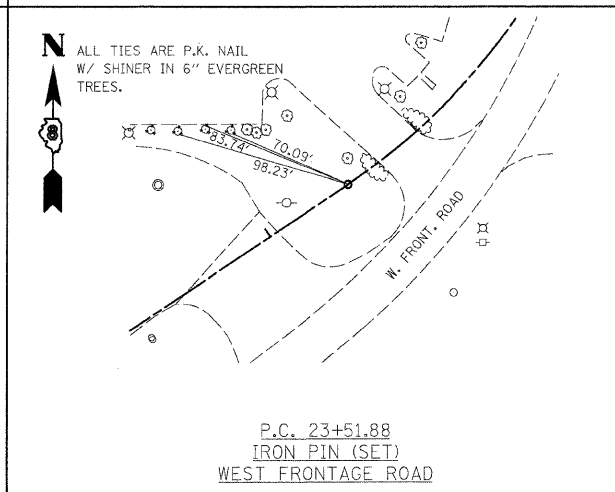 N
ALL TIES ARE P.K. NAIL
W/ SHINER IN 6" EVERGREEN
TREES.
8
83.74'
70.09'
98.23'
W. FRONT. ROAD
P.C. 23+51.88
IRON PIN (SET)
WEST FRONTAGE ROAD